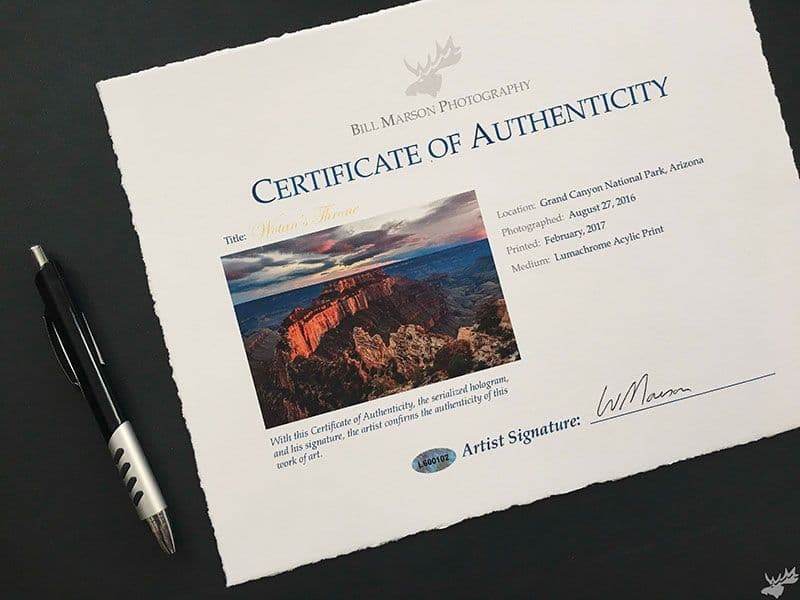 BILL MARSON PHOTOGRAPHY
CERTIFICATE OF AUTHENTICITY
Title: Wotan's Throne
Location: Grand Canyon National Park, Arizona
Photographed: August 27, 2016
Printed: February, 2017
Medium: Lumachrome Acylic Print
With this Certificate of Authenticity, the serialized hologram,
and his signature, the artist confirms the authenticity of this
work of art.
L600102
Artist Signature: WMarson